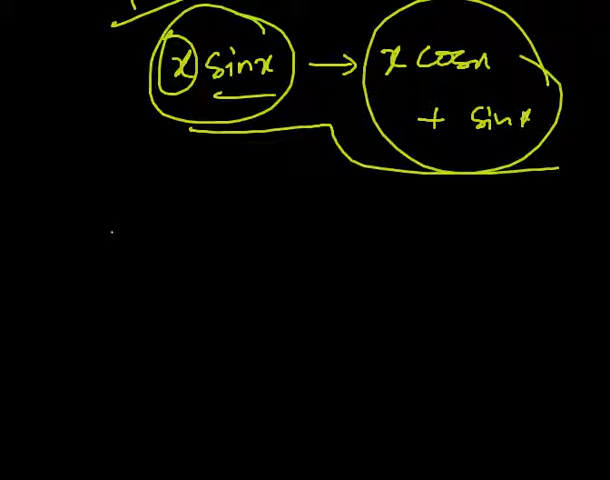 x sinx → x cosx
+ sinx